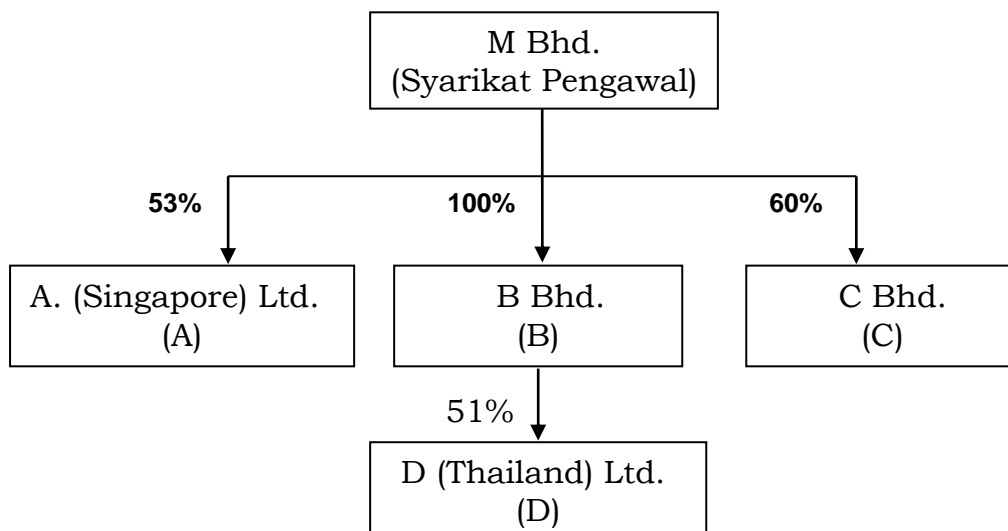 M Bhd.
(Syarikat Pengawal)
53%
100%
60%
A. (Singapore) Ltd.
(A)
B Bhd.
(B)
C Bhd.
(C)
51%
D (Thailand) Ltd.
(D)